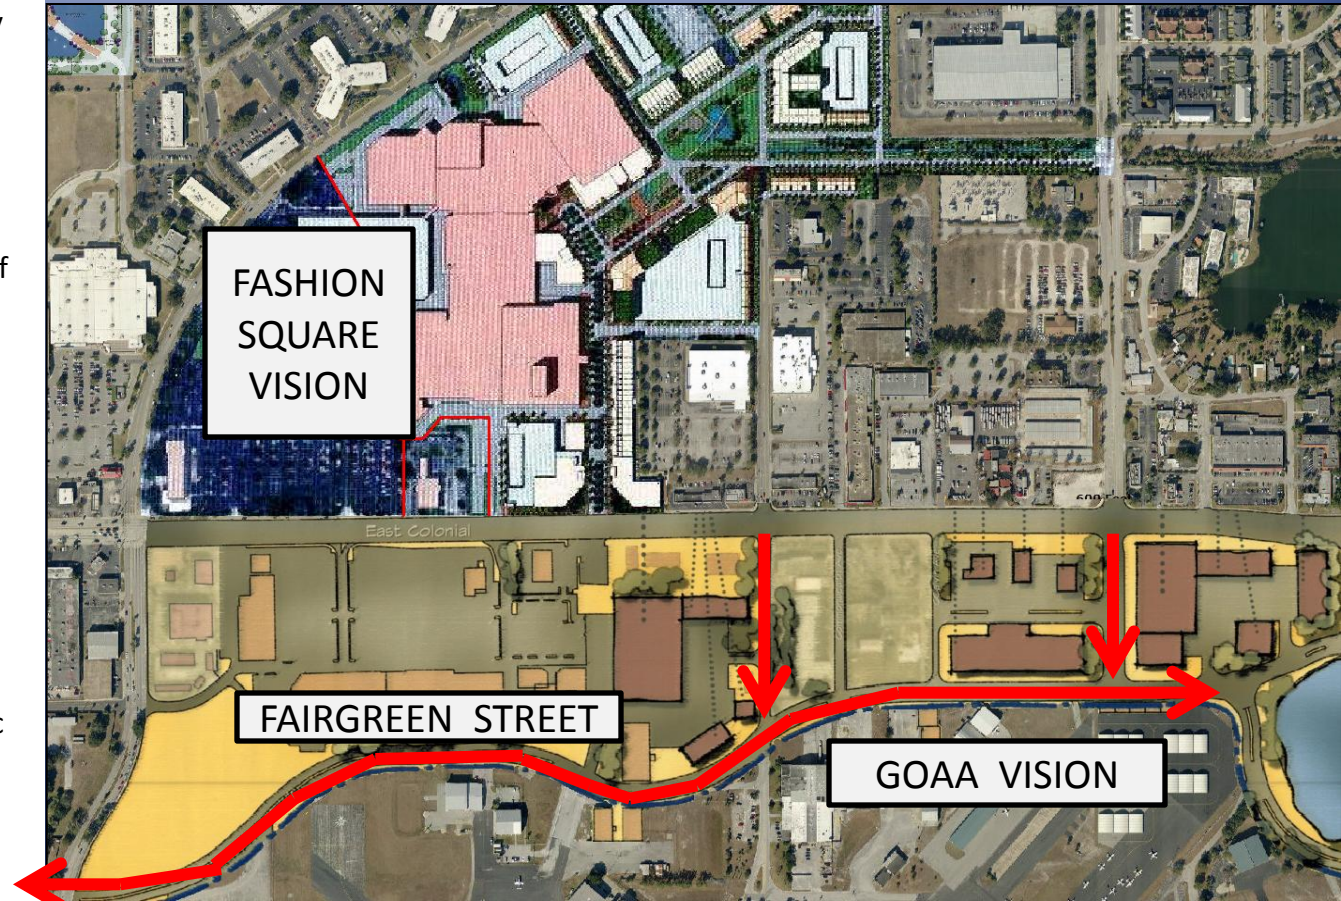 y
f
c
FASHION
SQUARE
VISION
East Colonial
FAIRGREEN STREET
GOAA VISION